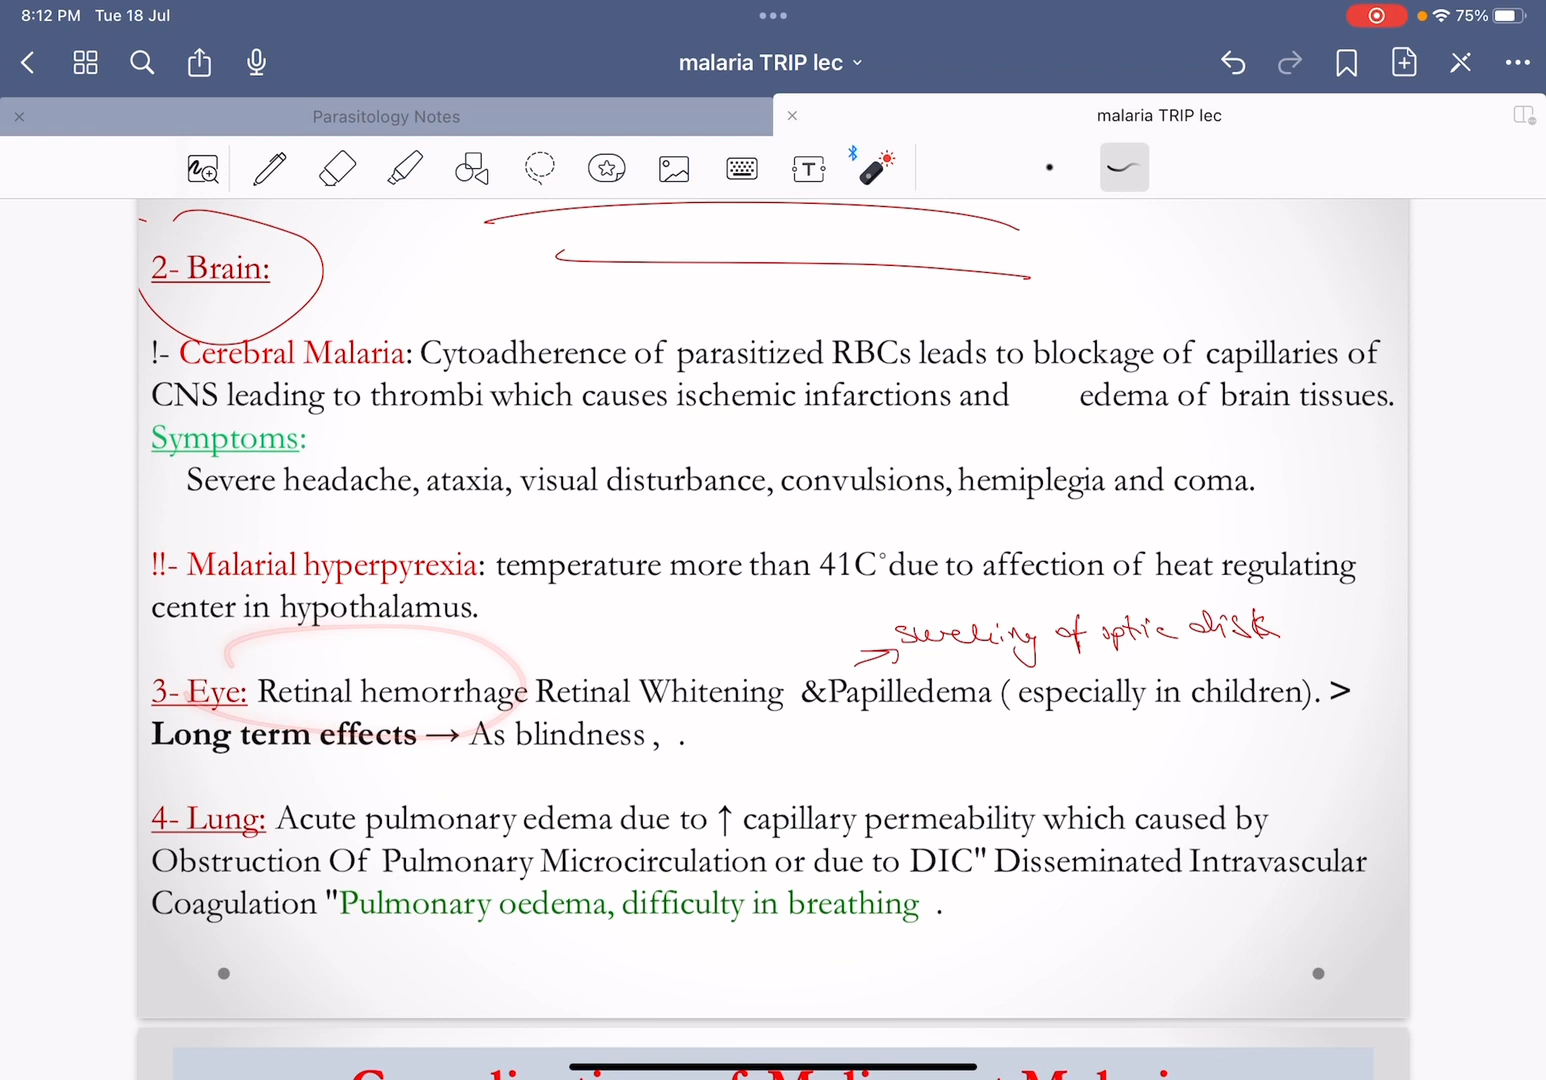 8:12 PM Tue 18 Jul
75%
malaria TRIP lec
Parasitology Notes
malaria TRIP lec
T
2- Brain:
!- Cerebral Malaria: Cytoadherence of parasitized RBCs leads to blockage of capillaries of
CNS leading to thrombi which causes ischemic infarctions and edema of brain tissues.
Symptoms:
Severe headache, ataxia, visual disturbance, convulsions, hemiplegia and coma.
!!- Malarial hyperpyrexia: temperature more than 41C° due to affection of heat regulating
center in hypothalamus.
→ swelling of optic disk
3- Eye: Retinal hemorrhage Retinal Whitening &Papilledema ( especially in children). >
Long term effects → As blindness , .
4- Lung: Acute pulmonary edema due to ↑ capillary permeability which caused by
Obstruction Of Pulmonary Microcirculation or due to DIC" Disseminated Intravascular
Coagulation "Pulmonary oedema, difficulty in breathing .